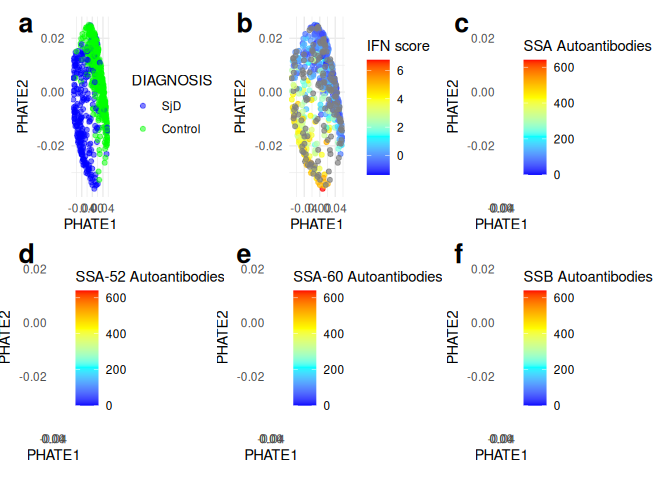 a
0.02
0.00
-0.02
PHATE2
PHATE1
DIAGNOSIS
SjD
Control
b
0.02
0.00
-0.02
PHATE2
PHATE1
IFN score
6
4
2
0
c
0.02
0.00
-0.02
PHATE2
PHATE1
SSA Autoantibodies
600
400
200
0
d
0.02
0.00
-0.02
PHATE2
PHATE1
SSA-52 Autoantibodies
600
400
200
0
e
0.02
0.00
-0.02
PHATE2
PHATE1
SSA-60 Autoantibodies
600
400
200
0
f
0.02
0.00
-0.02
PHATE2
PHATE1
SSB Autoantibodies
600
400
200
0